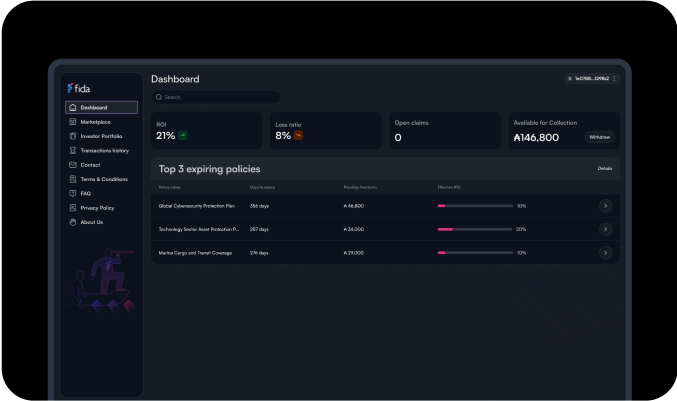 fida
Dashboard
Marketplace
Investor Portfolio
Transactions history
Contact
Terms & Conditions
FAQ
Privacy Policy
About Us
Dashboard
Search
ROI
21%
Loss ratio
8%
Open claims
0
Available for Collection
₳146,800
Withdraw
Top 3 expiring policies
Details
Policy name Days to expiry Pending Premiums Effective ROI
Global Cybersecurity Protection Plan 356 days ₳ 46,800 10%
Technology Sector Asset Protection P... 287 days ₳ 34,000 20%
Marine Cargo and Transit Coverage 276 days ₳ 29,000 10%